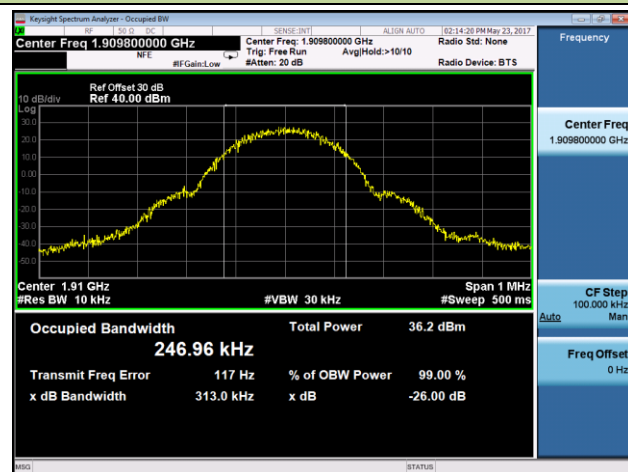 Keysight Spectrum Analyzer - Occupied BW
RF 50 Ω DC SENSE:INT ALIGN AUTO 02:14:20 PM May 23, 2017
Center Freq 1.909800000 GHz
Center Freq: 1.909800000 GHz
Radio Std: None
NFE
Trig: Free Run Avg|Hold:>10/10
#IFGain:Low
#Atten: 20 dB
Radio Device: BTS
Ref Offset 30 dB
10 dB/div Ref 40.00 dBm
Log
30.0
20.0
10.0
0.00
-10.0
-20.0
-30.0
-40.0
-50.0
Center 1.91 GHz Span 1 MHz
#Res BW 10 kHz #VBW 30 kHz #Sweep 500 ms
Occupied Bandwidth Total Power 36.2 dBm
246.96 kHz
Transmit Freq Error 117 Hz % of OBW Power 99.00 %
x dB Bandwidth 313.0 kHz x dB -26.00 dB
MSG STATUS
Frequency
Center Freq
1.909800000 GHz
CF Step
100.000 kHz
Auto Man
Freq Offset
0 Hz